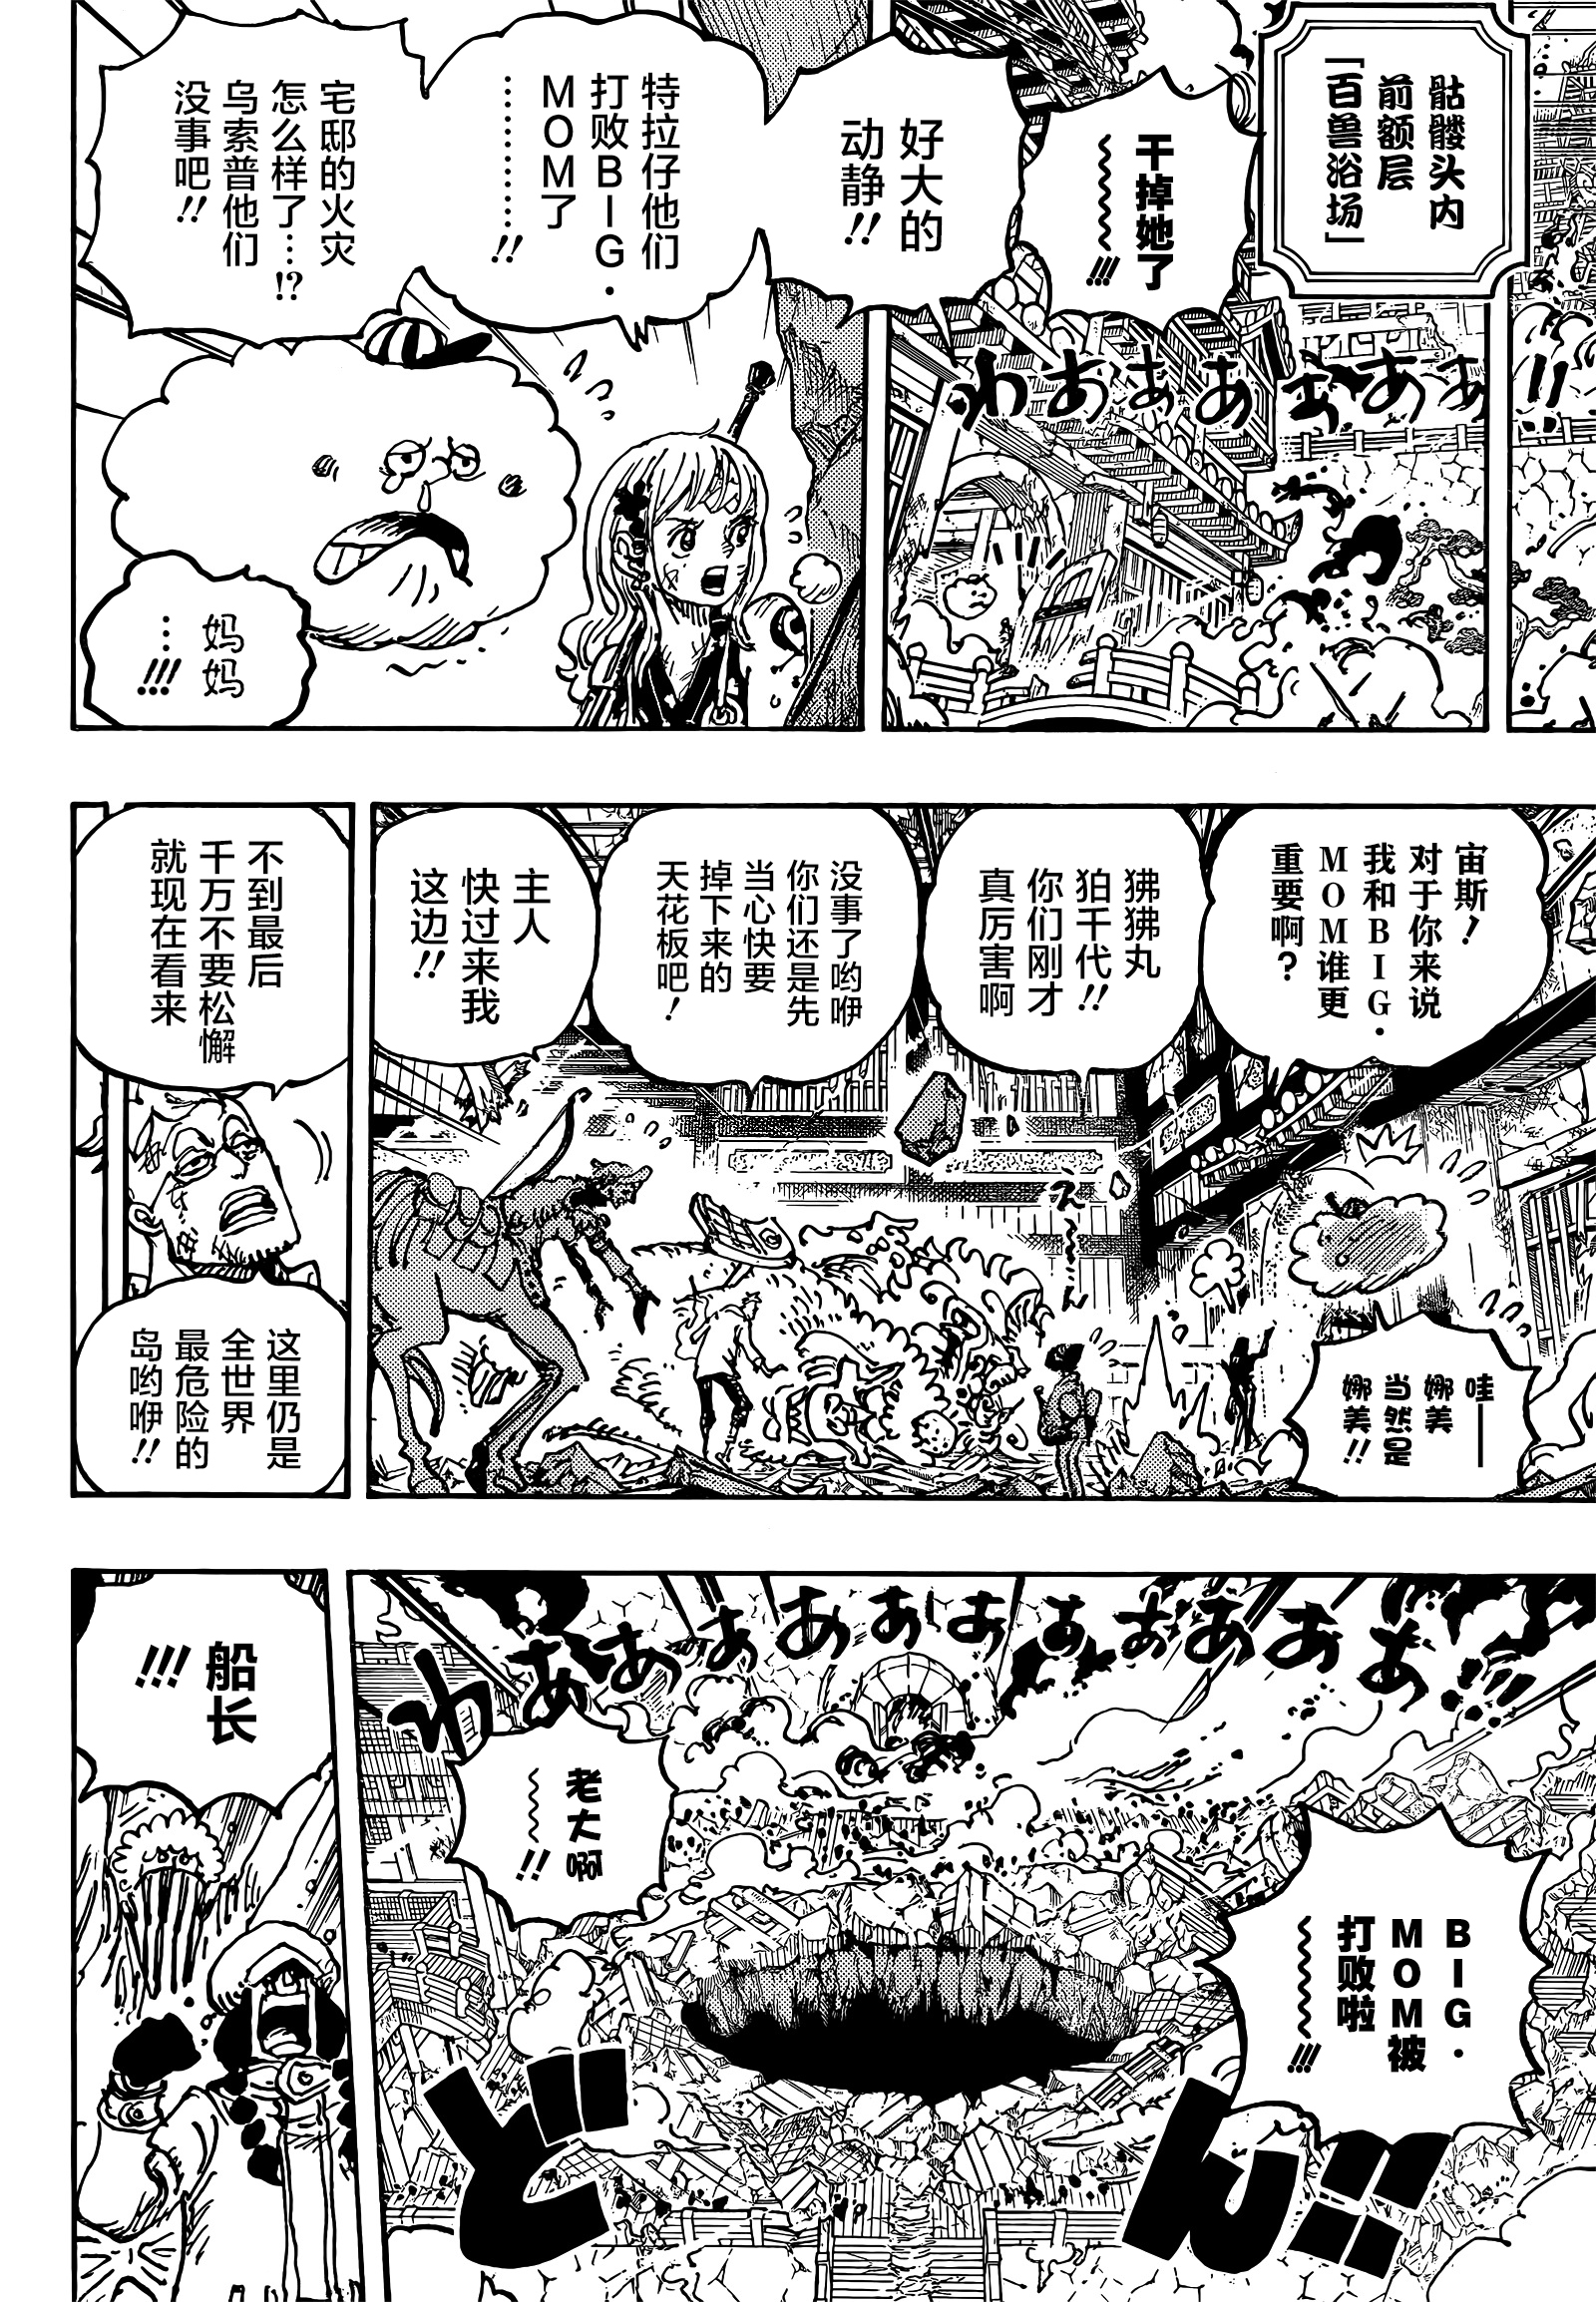 骷髅头内
前额层
「百兽浴场」
干掉她了
~~~~!!!
好大的
动静!!
わあああああああ!!
特拉仔他们
打败BIG·
MOM了
………!!
宅邸的火灾
怎么样了…!?
乌索普他们
没事吧!!
妈妈
…!!!
宙斯!
对于你来说
我和BIG·
MOM谁更
重要啊?
哇——
娜美
当然是
娜美!!
狒狒丸
狛千代!!
你们刚才
真厉害啊
え〜〜ん
没事了哟咿
你们还是先
当心快要
掉下来的
天花板吧!
主人
快过来我
这边!!
不到最后
千万不要松懈
就现在看来
这里仍是
全世界
最危险的
岛哟咿!!
わああああああああああ!!!
BIG·
MOM被
打败啦
~~~~!!!
老大啊
~~~~!!
どん!!
船长
!!!